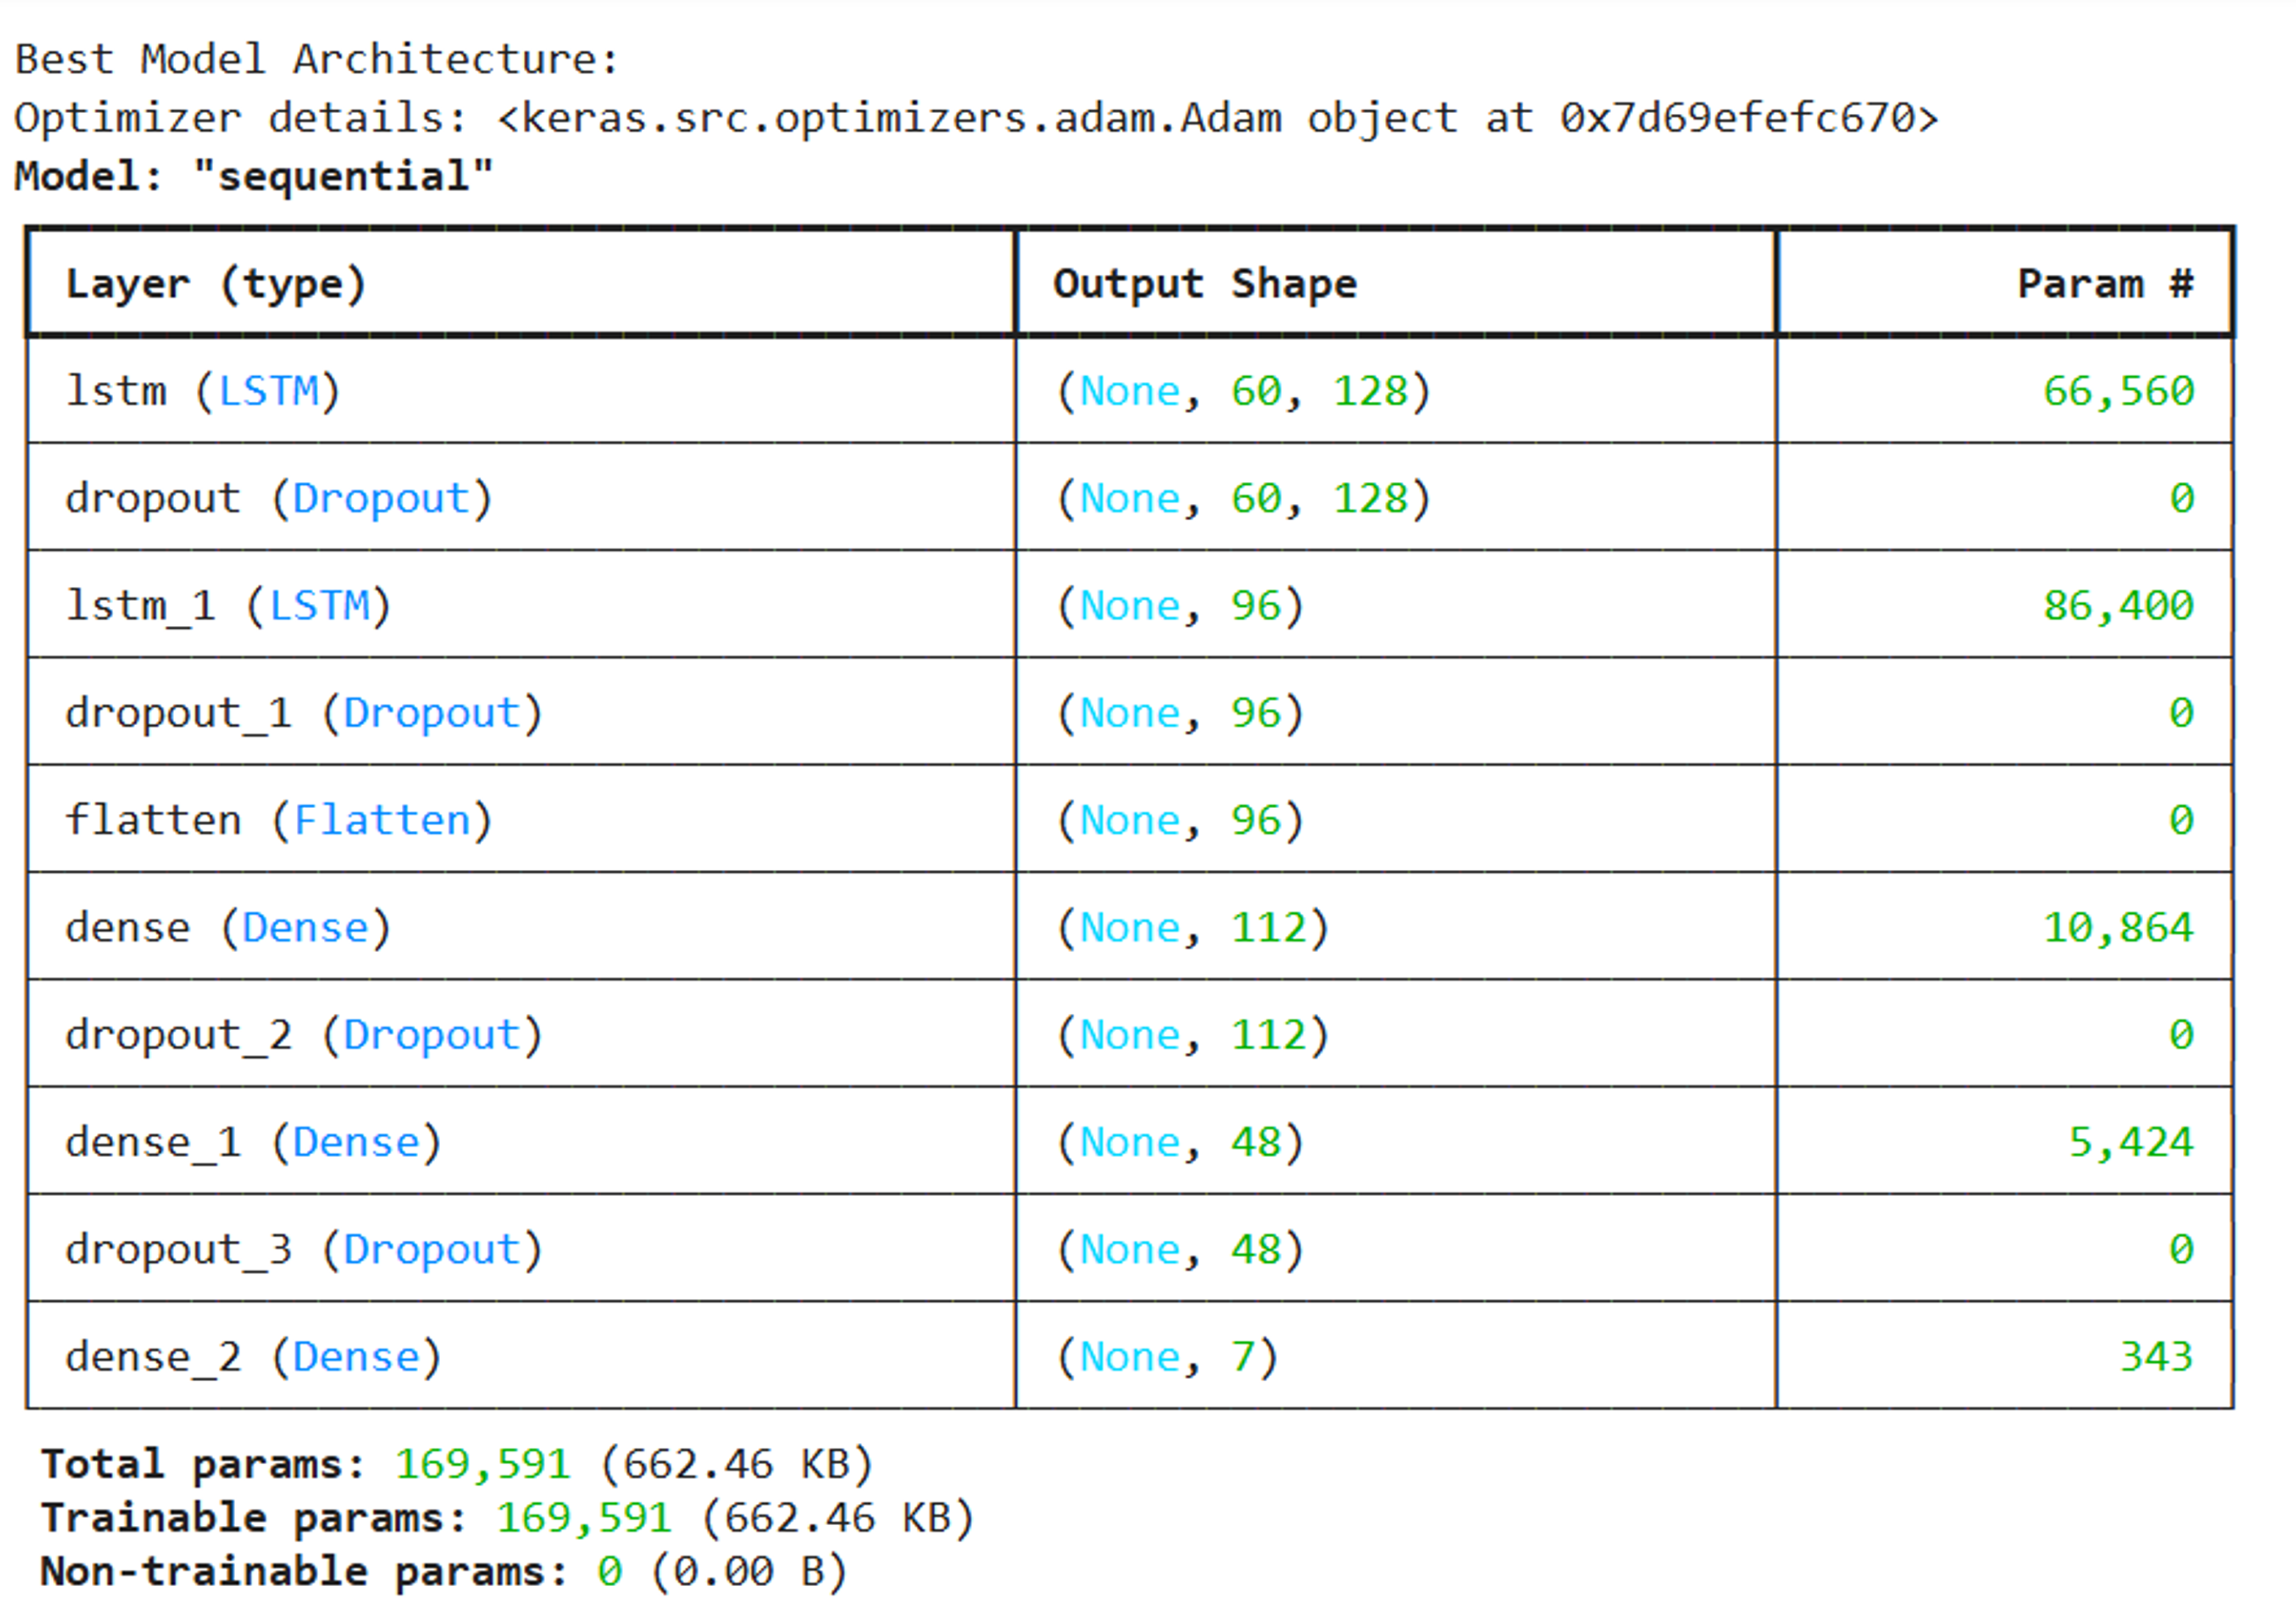 Best Model Architecture:
Optimizer details: <keras.src.optimizers.adam.Adam object at 0x7d69efefc670>
Model: "sequential"
Layer (type) Output Shape Param #
lstm (LSTM) (None, 60, 128) 66,560
dropout (Dropout) (None, 60, 128) 0
lstm_1 (LSTM) (None, 96) 86,400
dropout_1 (Dropout) (None, 96) 0
flatten (Flatten) (None, 96) 0
dense (Dense) (None, 112) 10,864
dropout_2 (Dropout) (None, 112) 0
dense_1 (Dense) (None, 48) 5,424
dropout_3 (Dropout) (None, 48) 0
dense_2 (Dense) (None, 7) 343
Total params: 169,591 (662.46 KB)
Trainable params: 169,591 (662.46 KB)
Non-trainable params: 0 (0.00 B)